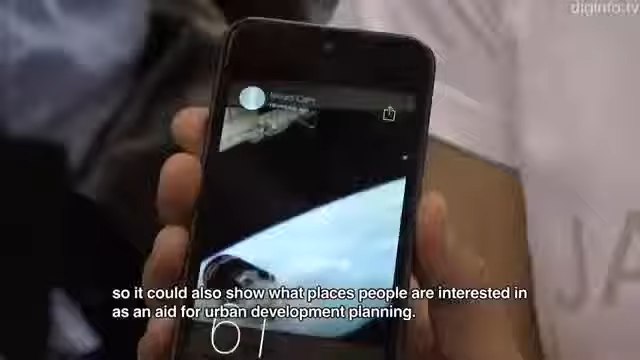 diginfo.tv
so it could also show what places people are interested in
as an aid for urban development planning.
61